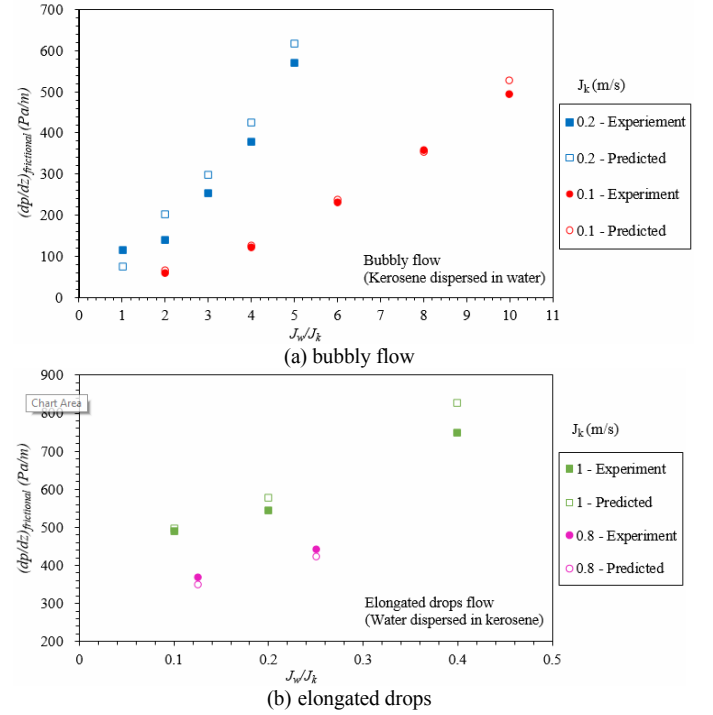 700
600
500
400
300
200
100
0
(dp/dz)frictional (Pa/m)
0 1 2 3 4 5 6 7 8 9 10 11
Jw/Jk
Bubbly flow
(Kerosene dispersed in water)
Jk (m/s)
0.2 - Experiement
0.2 - Predicted
0.1 - Experiment
0.1 - Predicted
(a) bubbly flow
900
800
700
600
500
400
300
200
Chart Area
(dp/dz)frictional (Pa/m)
0 0.1 0.2 0.3 0.4 0.5
Jw/Jk
Elongated drops flow
(Water dispersed in kerosene)
Jk (m/s)
1 - Experiment
1 - Predicted
0.8 - Experiment
0.8 - Predicted
(b) elongated drops